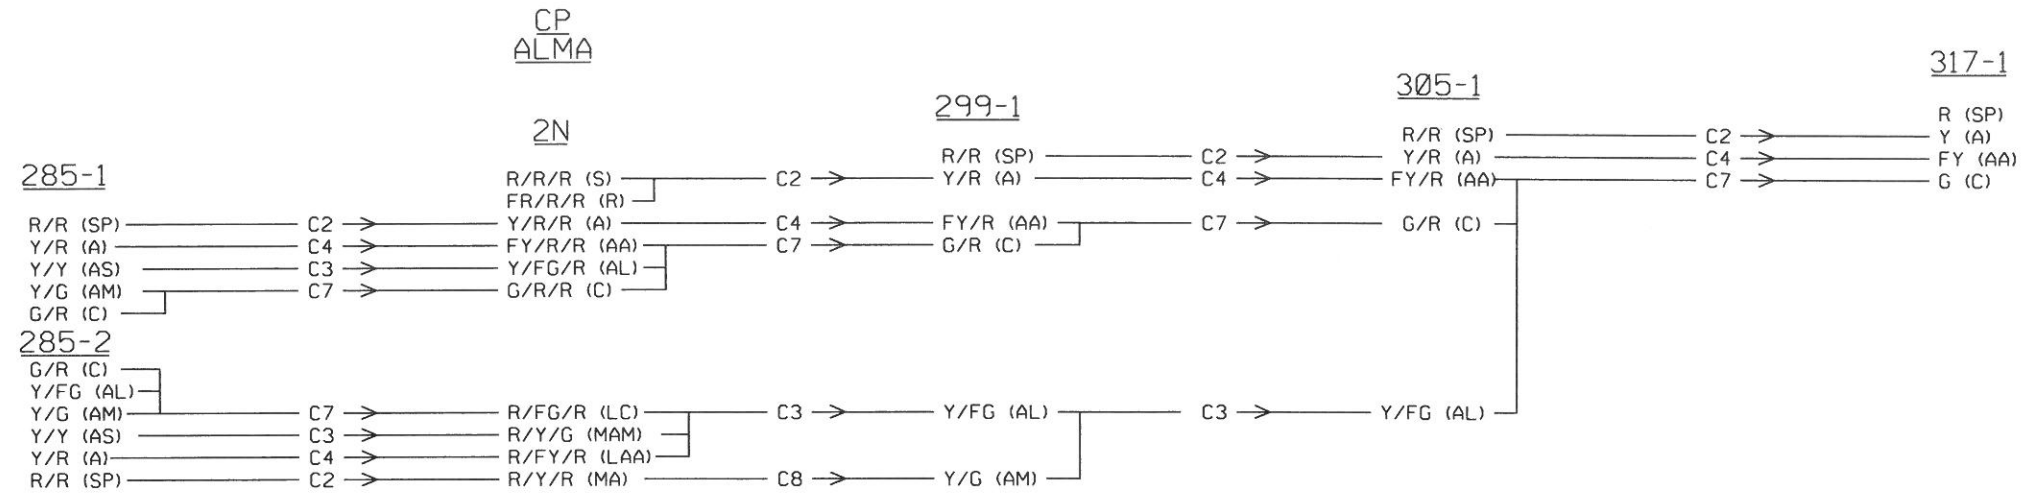 CP
ALMA
317-1
305-1
299-1
R (SP)
2N
R/R (SP) C2 Y (A)
285-1
R/R (SP) C2 Y/R (A) C4 FY (AA)
R/R/R (S) C2 Y/R (A) C4 FY/R (AA) C7 G (C)
FR/R/R (R)
R/R (SP) C2 Y/R/R (A) C4 FY/R (AA) C7 G/R (C)
Y/R (A) C4 FY/R/R (AA) C7 G/R (C)
Y/Y (AS) C3 Y/FG/R (AL)
Y/G (AM) C7 G/R/R (C)
G/R (C)
285-2
G/R (C)
Y/FG (AL)
Y/G (AM) C7 R/FG/R (LC) C3 Y/FG (AL) C3 Y/FG (AL)
Y/Y (AS) C3 R/Y/G (MAM)
Y/R (A) C4 R/FY/R (LAA)
R/R (SP) C2 R/Y/R (MA) C8 Y/G (AM)